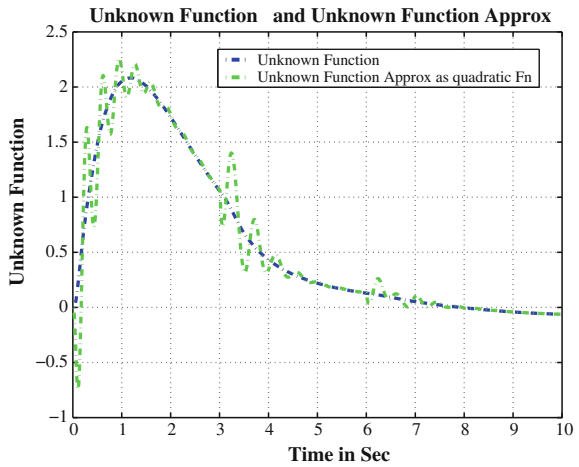 Unknown Function and Unknown Function Approx
2.5
Unknown Function
Unknown Function Approx as quadratic Fn
2
1.5
1
0.5
0
−0.5
−1
Unknown Function
0 1 2 3 4 5 6 7 8 9 10
Time in Sec